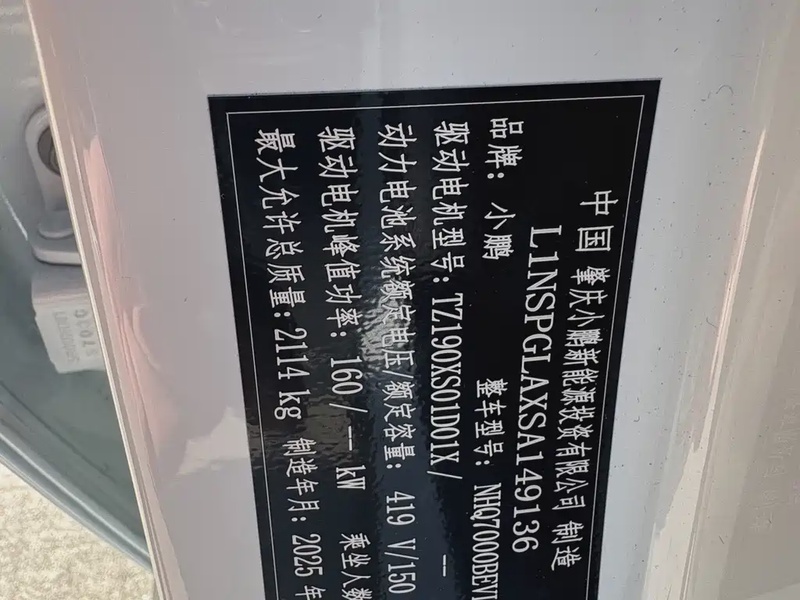 中国 肇庆小鹏新能源投资有限公司 制造
L1NSPGLAXSA149136
品牌: 小鹏 整车型号: NHQ7000BEV
驱动电机型号: TZ190XS01D01X/ --
动力电池系统额定电压/额定容量: 419 V/150
驱动电机峰值功率: 160/-- kW 乘坐人数
最大允许总质量: 2114 kg 制造年月: 2025 年